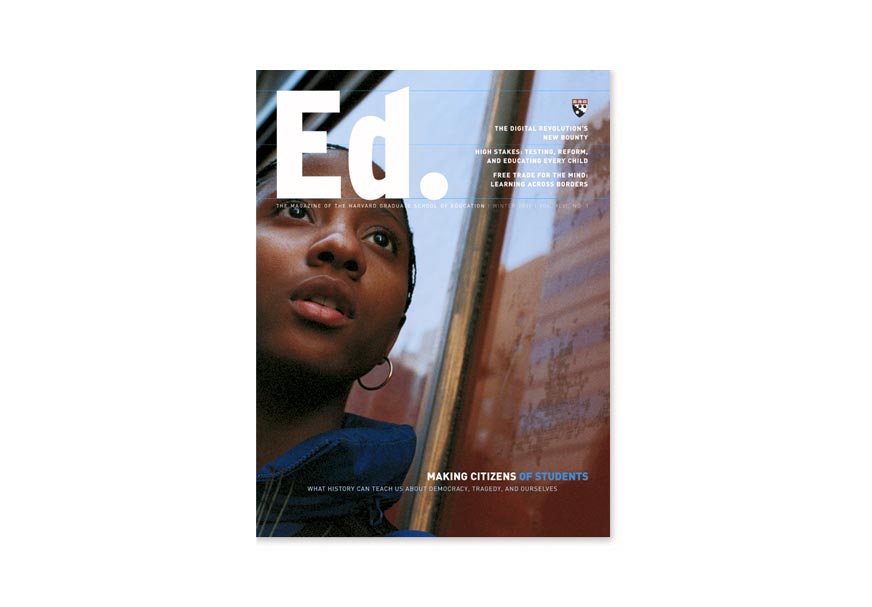 Ed.
THE DIGITAL REVOLUTION'S
NEW BOUNTY
HIGH STAKES: TESTING, REFORM,
AND EDUCATING EVERY CHILD
FREE TRADE FOR THE MIND:
LEARNING ACROSS BORDERS
THE MAGAZINE OF THE HARVARD GRADUATE SCHOOL OF EDUCATION | WINTER
MAKING CITIZENS OF STUDENTS
WHAT HISTORY CAN TEACH US ABOUT DEMOCRACY, TRAGEDY, AND OURSELVES